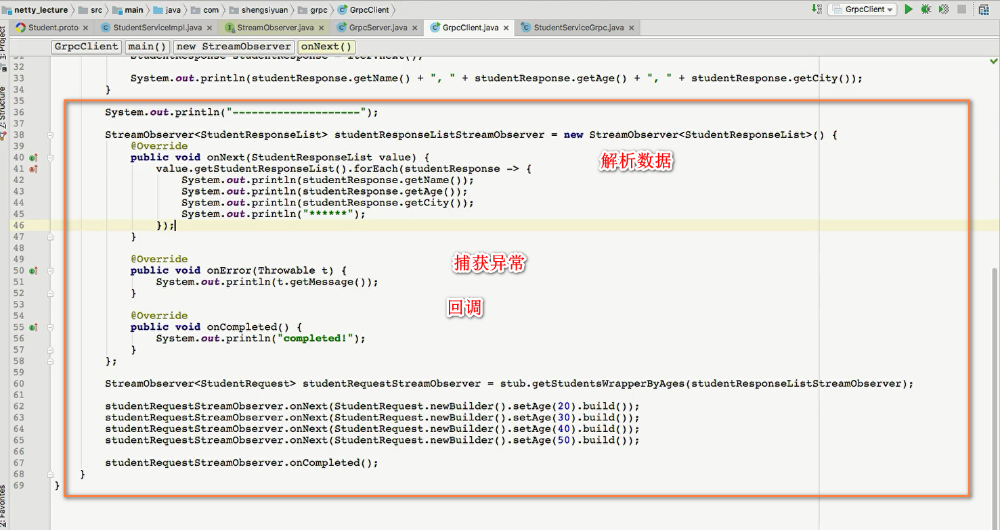 netty_lecture src main java com shengsiyuan grpc GrpcClient GrpcClient
Student.proto StudentServiceImpl.java StreamObserver.java GrpcServer.java GrpcClient.java StudentServiceGrpc.java
GrpcClient main() new StreamObserver onNext()
1: Project
7: Structure
2: Favorites
31 StudentResponse studentResponse = iter.next();
32
33 System.out.println(studentResponse.getName() + ", " + studentResponse.getAge() + ", " + studentResponse.getCity());
34 }
35
36 System.out.println("--------------------");
37
38 StreamObserver<StudentResponseList> studentResponseListStreamObserver = new StreamObserver<StudentResponseList>() {
39 @Override
40 public void onNext(StudentResponseList value) {
解析数据
41 value.getStudentResponseList().forEach(studentResponse -> {
42 System.out.println(studentResponse.getName());
43 System.out.println(studentResponse.getAge());
44 System.out.println(studentResponse.getCity());
45 System.out.println("******");
46 });
47 }
48
49 @Override
捕获异常
50 public void onError(Throwable t) {
51 System.out.println(t.getMessage());
52 }
53
回调
54 @Override
55 public void onCompleted() {
56 System.out.println("completed!");
57 }
58 };
59
60 StreamObserver<StudentRequest> studentRequestStreamObserver = stub.getStudentsWrapperByAges(studentResponseListStreamObserver);
61
62 studentRequestStreamObserver.onNext(StudentRequest.newBuilder().setAge(20).build());
63 studentRequestStreamObserver.onNext(StudentRequest.newBuilder().setAge(30).build());
64 studentRequestStreamObserver.onNext(StudentRequest.newBuilder().setAge(40).build());
65 studentRequestStreamObserver.onNext(StudentRequest.newBuilder().setAge(50).build());
66
67 studentRequestStreamObserver.onCompleted();
68 }
69 }